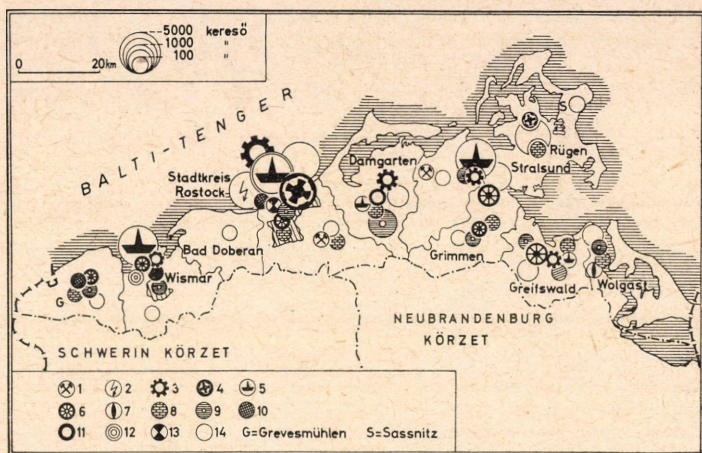 5000 kereső
1000 "
100 "
0 20km
BALTI-TENGER
S
Rügen
Stralsund
Damgarten
Stadtkreis
Rostock
Bad Doberan
Wismar
G
Grimmen
Greifswald
Wolgast
NEUBRANDENBURG
KÖRZET
SCHWERIN KÖRZET
1 2 3 4 5
6 7 8 9 10
11 12 13 14 G=Grevesmühlen S=Sassnitz